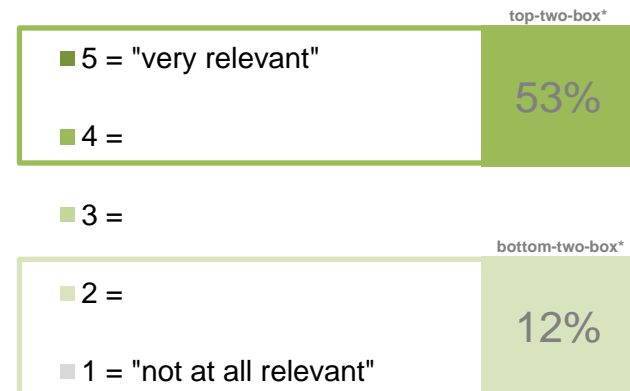 top-two-box*
5 = "very relevant"
53%
4 =
3 =
bottom-two-box*
2 =
12%
1 = "not at all relevant"